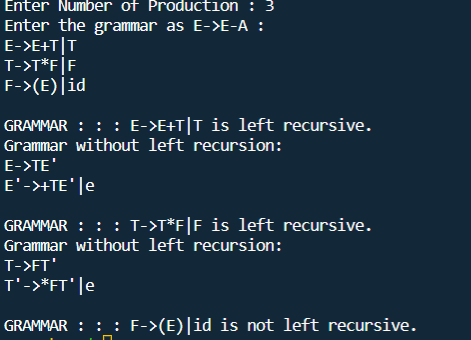 Enter Number of Production : 3
Enter the grammar as E->E-A :
E->E+T|T
T->T*F|F
F->(E)|id
GRAMMAR : : : E->E+T|T is left recursive.
Grammar without left recursion:
E->TE'
E'->+TE'|e
GRAMMAR : : : T->T*F|F is left recursive.
Grammar without left recursion:
T->FT'
T'->*FT'|e
GRAMMAR : : : F->(E)|id is not left recursive.